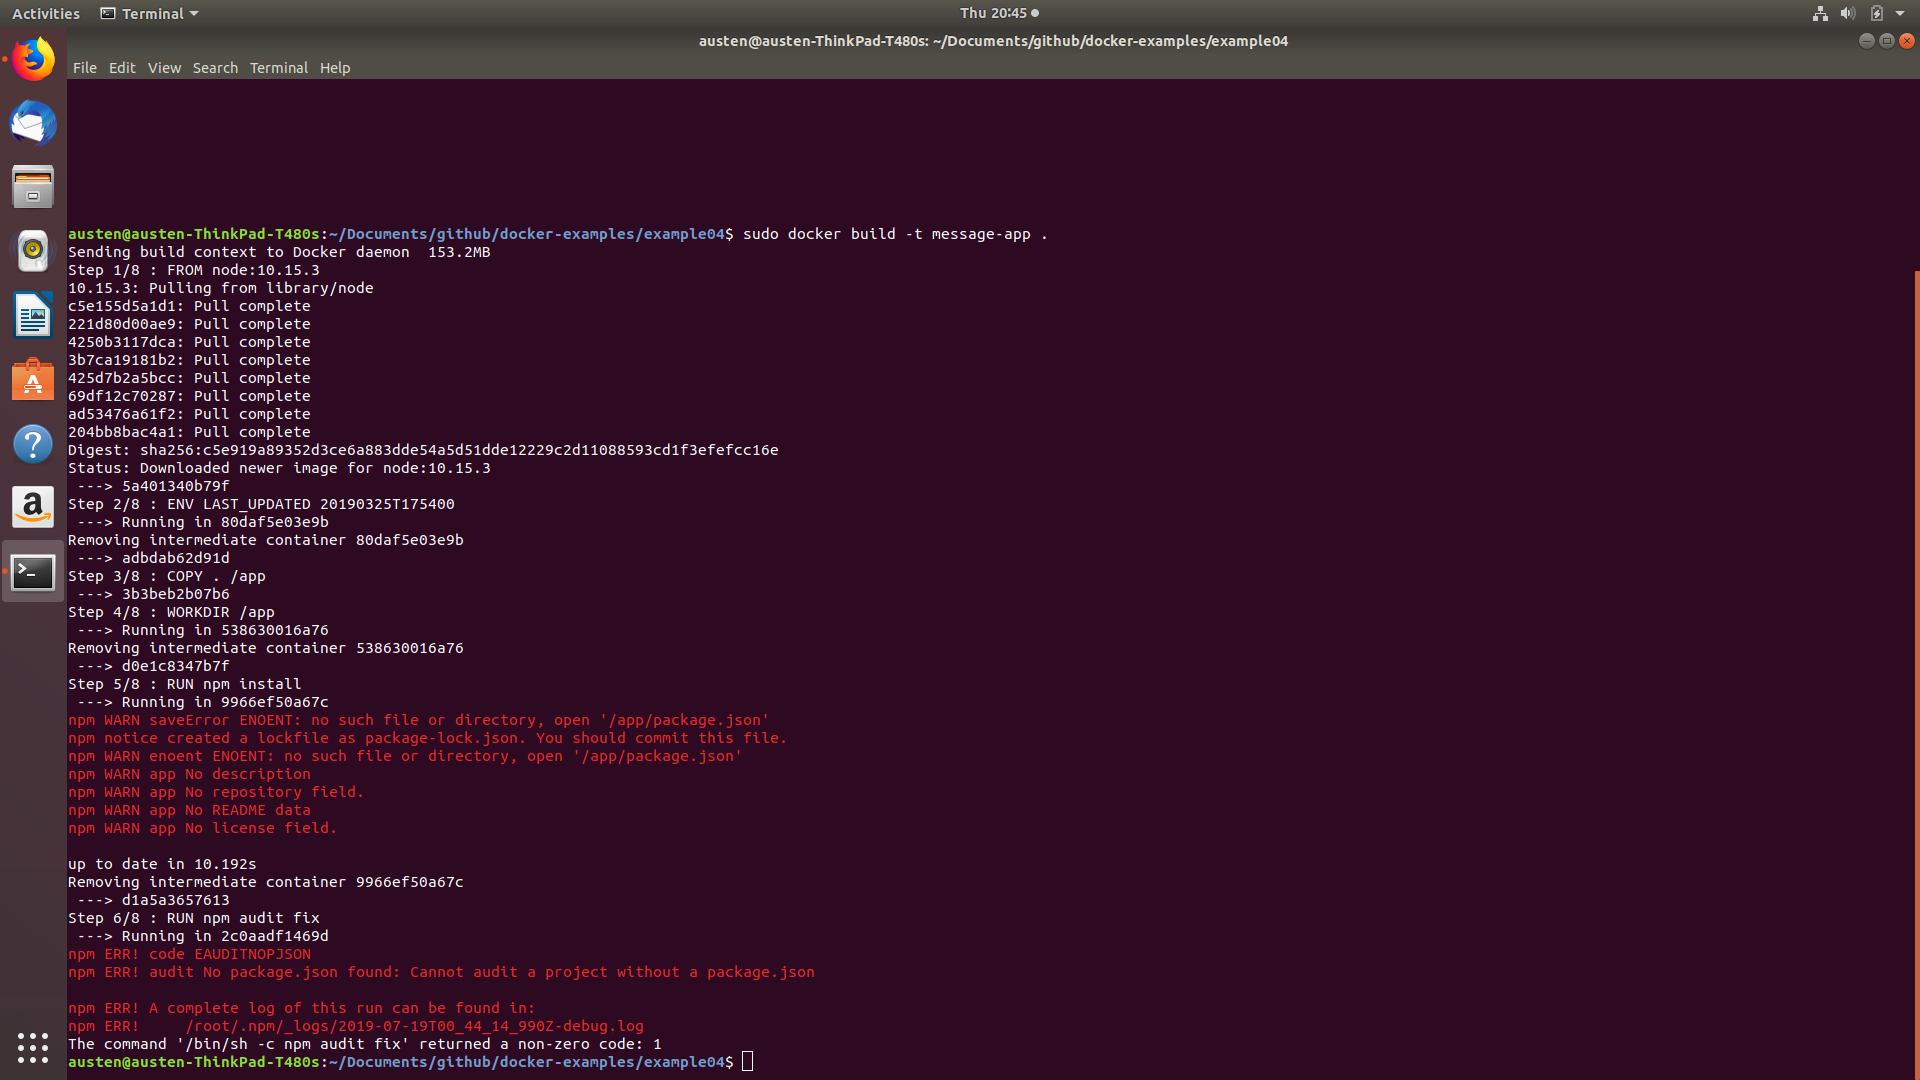 Activities
Terminal
Thu 20:45
austen@austen-ThinkPad-T480s: ~/Documents/github/docker-examples/example04
File Edit View Search Terminal Help
austen@austen-ThinkPad-T480s:~/Documents/github/docker-examples/example04$ sudo docker build -t message-app .
Sending build context to Docker daemon  153.2MB
Step 1/8 : FROM node:10.15.3
10.15.3: Pulling from library/node
c5e155d5a1d1: Pull complete
221d80d00ae9: Pull complete
4250b3117dca: Pull complete
3b7ca19181b2: Pull complete
425d7b2a5bcc: Pull complete
69df12c70287: Pull complete
ad53476a61f2: Pull complete
204bb8bac4a1: Pull complete
Digest: sha256:c5e919a89352d3ce6a883dde54a5d51dde12229c2d11088593cd1f3efefcc16e
Status: Downloaded newer image for node:10.15.3
 ---> 5a401340b79f
Step 2/8 : ENV LAST_UPDATED 20190325T175400
 ---> Running in 80daf5e03e9b
Removing intermediate container 80daf5e03e9b
 ---> adbdab62d91d
Step 3/8 : COPY . /app
 ---> 3b3beb2b07b6
Step 4/8 : WORKDIR /app
 ---> Running in 538630016a76
Removing intermediate container 538630016a76
 ---> d0e1c8347b7f
Step 5/8 : RUN npm install
 ---> Running in 9966ef50a67c
npm WARN saveError ENOENT: no such file or directory, open '/app/package.json'
npm notice created a lockfile as package-lock.json. You should commit this file.
npm WARN enoent ENOENT: no such file or directory, open '/app/package.json'
npm WARN app No description
npm WARN app No repository field.
npm WARN app No README data
npm WARN app No license field.
up to date in 10.192s
Removing intermediate container 9966ef50a67c
 ---> d1a5a3657613
Step 6/8 : RUN npm audit fix
 ---> Running in 2c0aadf1469d
npm ERR! code EAUDITNOPJSON
npm ERR! audit No package.json found: Cannot audit a project without a package.json
npm ERR! A complete log of this run can be found in:
npm ERR!     /root/.npm/_logs/2019-07-19T00_44_14_990Z-debug.log
The command '/bin/sh -c npm audit fix' returned a non-zero code: 1
austen@austen-ThinkPad-T480s:~/Documents/github/docker-examples/example04$